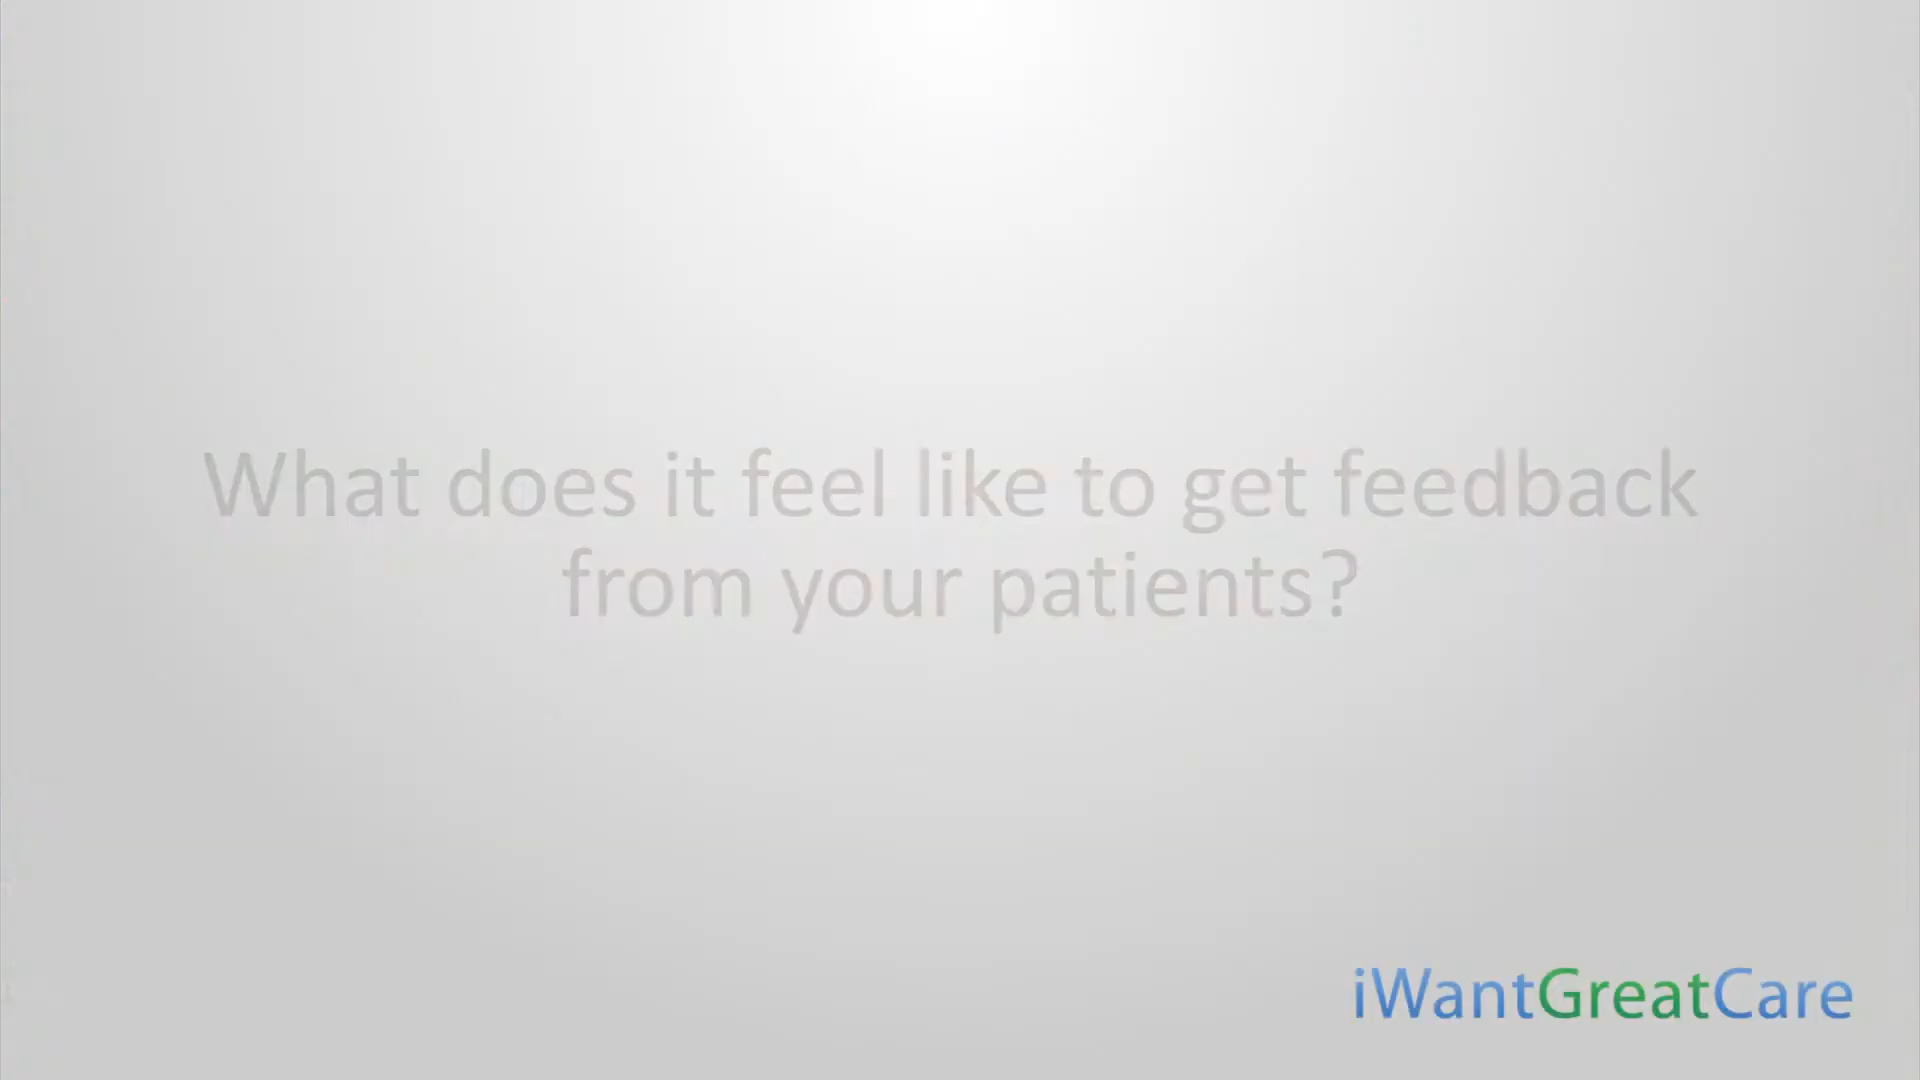 What does it feel like to get feedback
from your patients?
iWantGreatCare